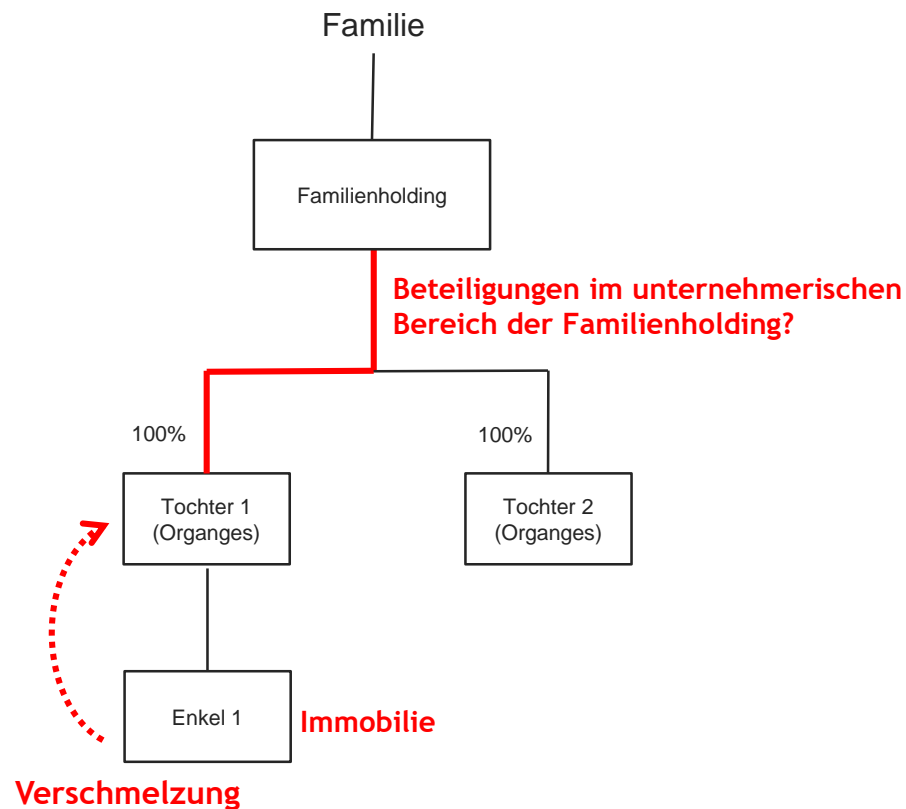 Familie
Familienholding
Beteiligungen im unternehmerischen
Bereich der Familienholding?
100%
100%
Tochter 1
(Organges)
Tochter 2
(Organges)
Enkel 1
Immobilie
Verschmelzung